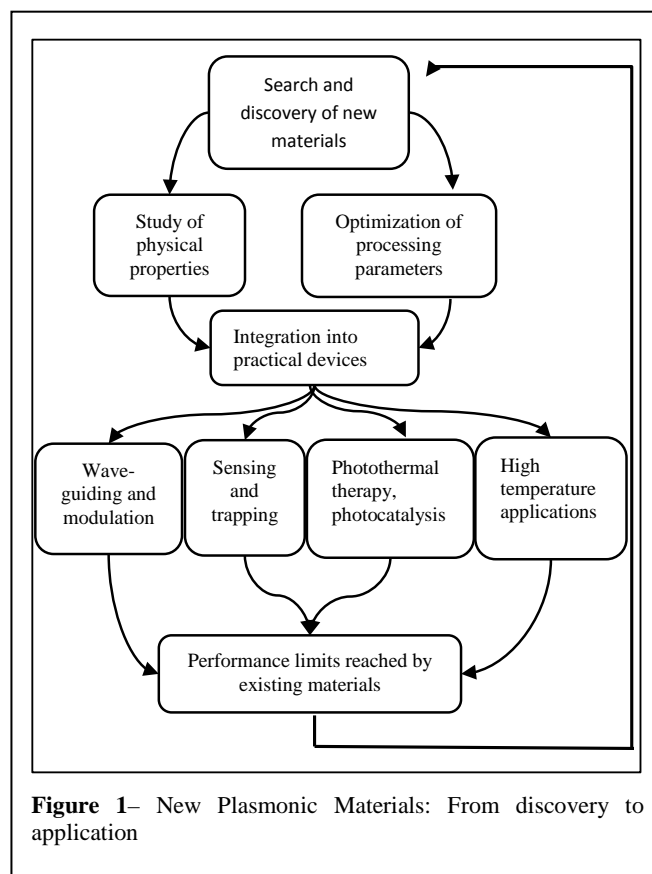 Search and
discovery of new
materials
Study of
physical
properties
Optimization of
processing
parameters
Integration into
practical devices
Wave-
guiding and
modulation
Sensing
and
trapping
Photothermal
therapy,
photocatalysis
High
temperature
applications
Performance limits reached by
existing materials
Figure 1– New Plasmonic Materials: From discovery to
application